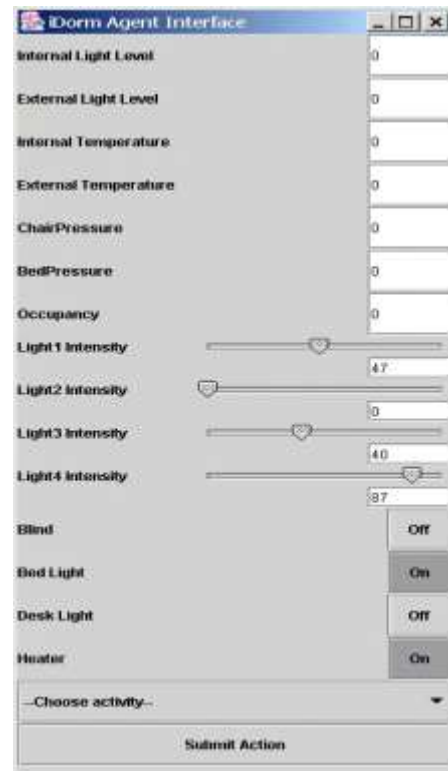 iDorm Agent Interface
Internal Light Level 0
External Light Level 0
Internal Temperature 0
External Temperature 0
ChairPressure 0
BedPressure 0
Occupancy 0
Light1 Intensity
47
Light2 Intensity
0
Light3 Intensity
40
Light4 Intensity
87
Blind Off
Bed Light On
Desk Light Off
Heater On
--Choose activity--
Submit Action